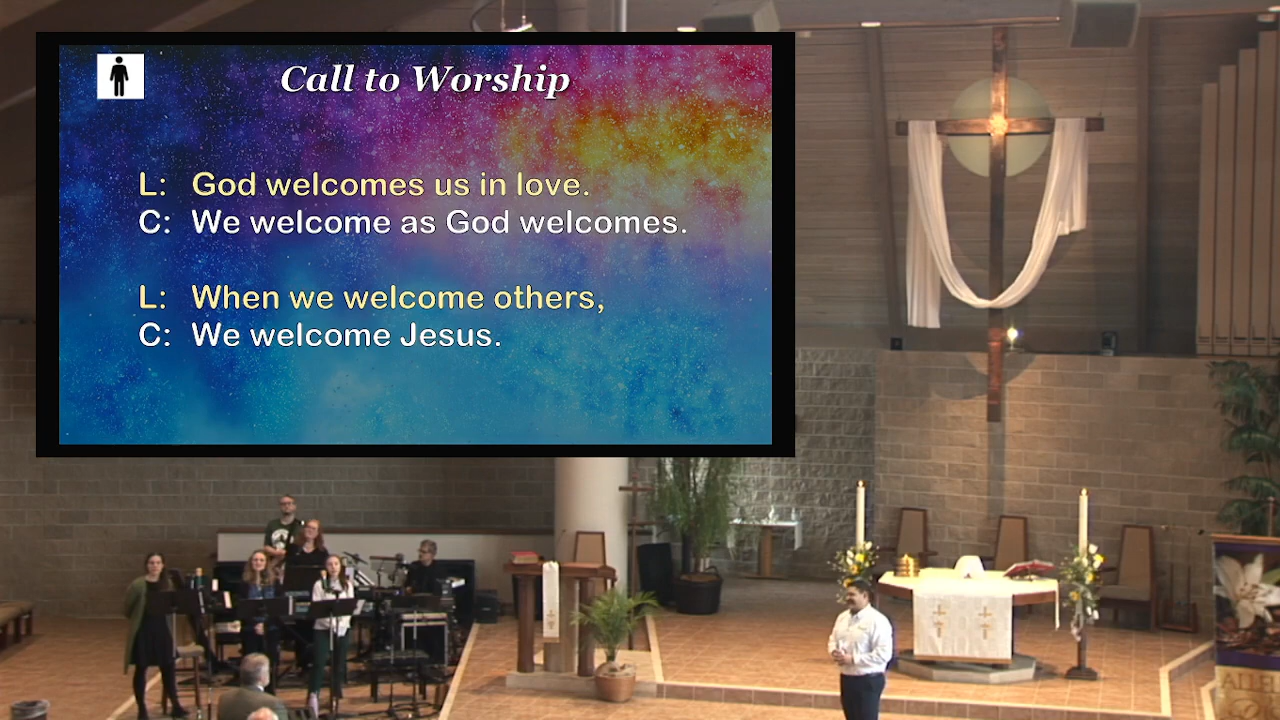 Call to Worship
L: God welcomes us in love.
C: We welcome as God welcomes.
L: When we welcome others,
C: We welcome Jesus.